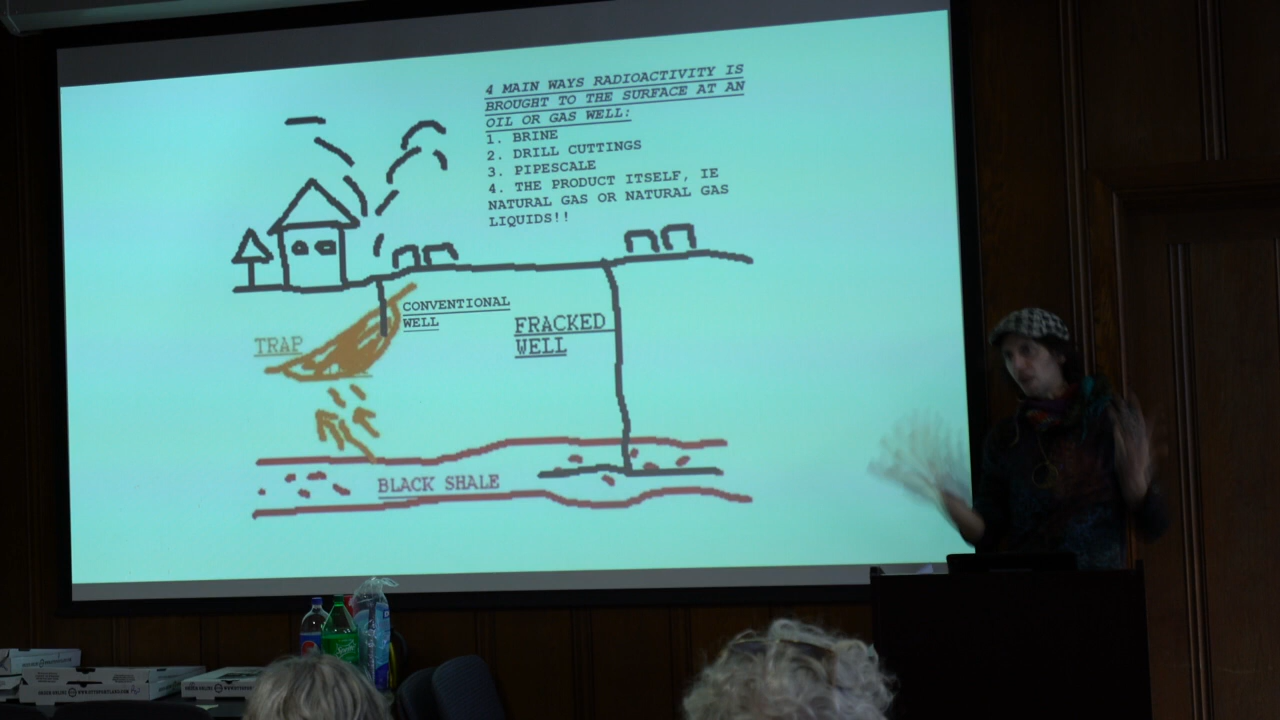 4 MAIN WAYS RADIOACTIVITY IS
BROUGHT TO THE SURFACE AT AN
OIL OR GAS WELL:
1. BRINE
2. DRILL CUTTINGS
3. PIPESCALE
4. THE PRODUCT ITSELF, IE
NATURAL GAS OR NATURAL GAS
LIQUIDS!!
CONVENTIONAL
WELL
FRACKED
WELL
TRAP
BLACK SHALE